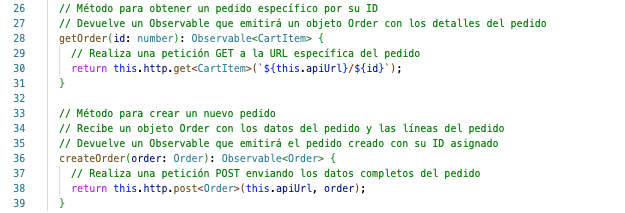 26 // Método para obtener un pedido específico por su ID
27 // Devuelve un Observable que emitirá un objeto Order con los detalles del pedido
28 getOrder(id: number): Observable<CartItem> {
29 // Realiza una petición GET a la URL específica del pedido
30 return this.http.get<CartItem>(`${this.apiUrl}/${id}`);
31 }
32
33 // Método para crear un nuevo pedido
34 // Recibe un objeto Order con los datos del pedido y las líneas del pedido
35 // Devuelve un Observable que emitirá el pedido creado con su ID asignado
36 createOrder(order: Order): Observable<Order> {
37 // Realiza una petición POST enviando los datos completos del pedido
38 return this.http.post<Order>(this.apiUrl, order);
39 }